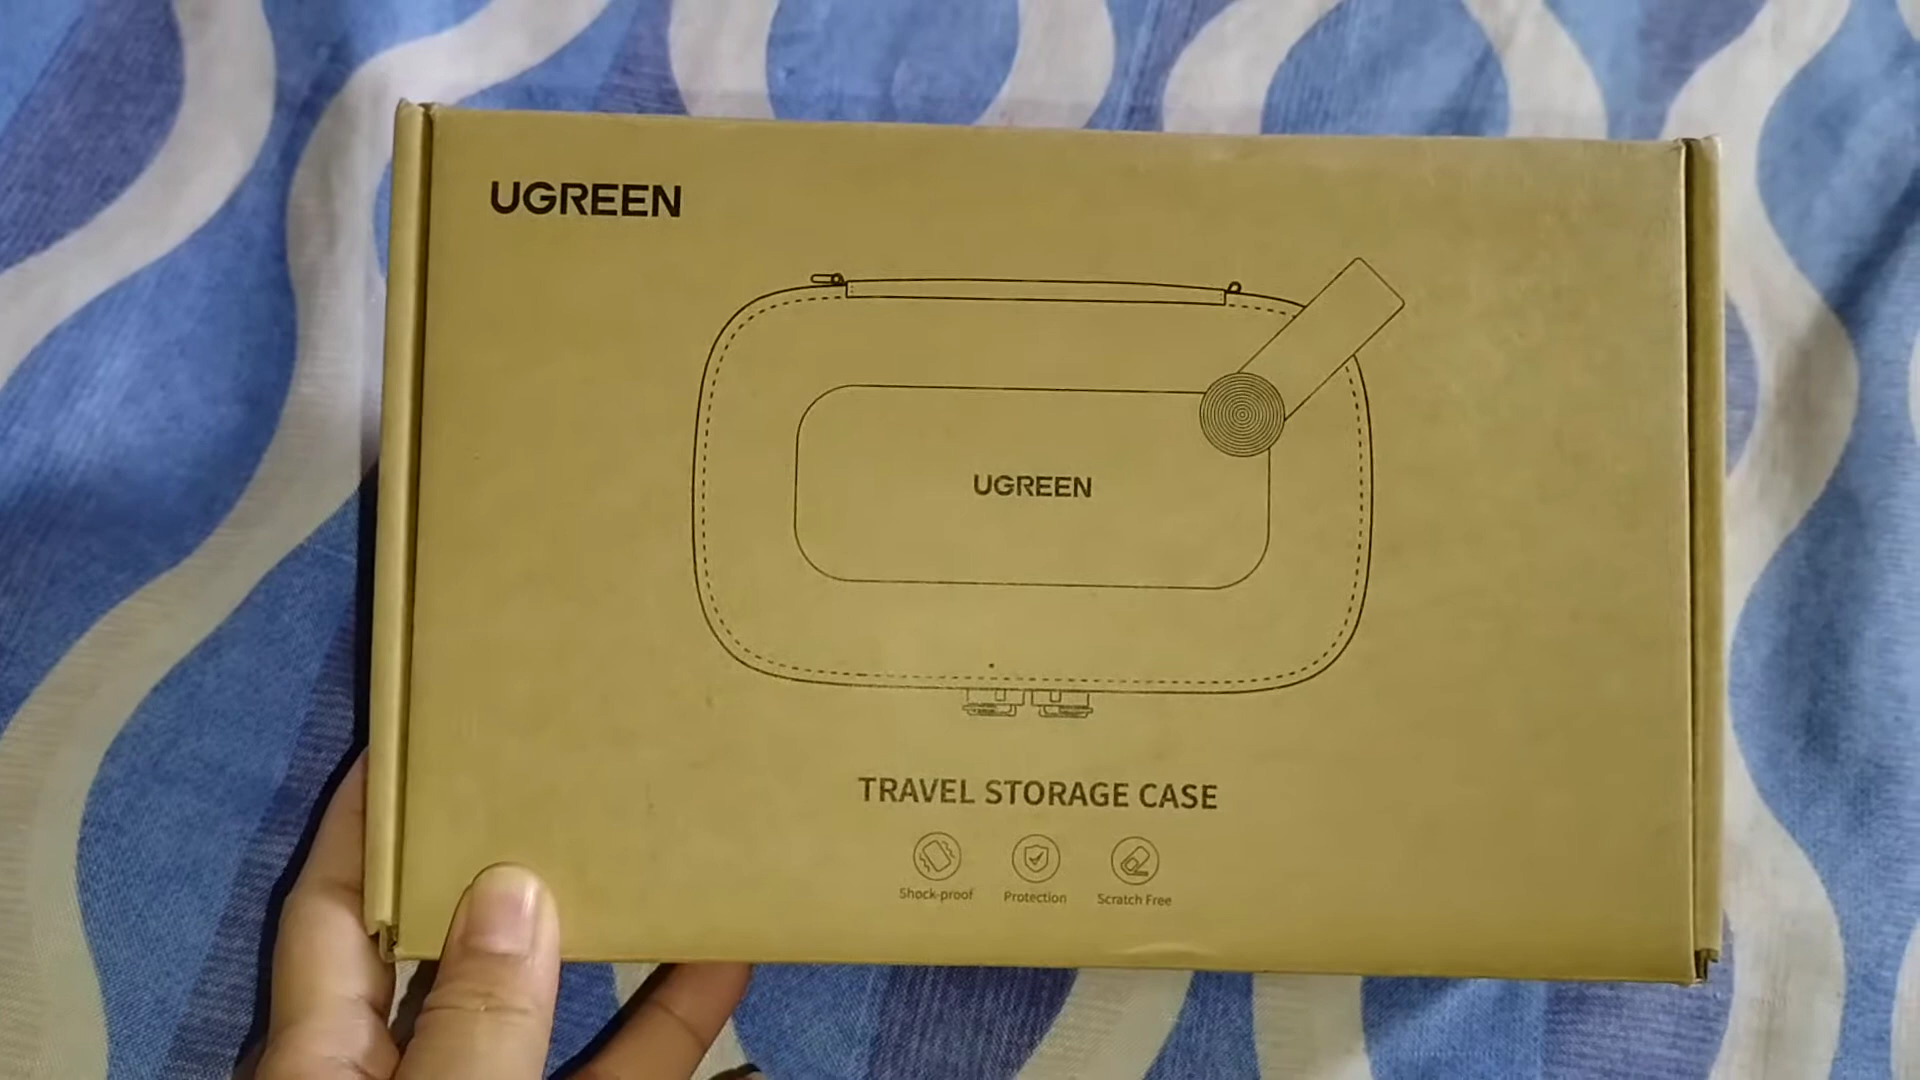 UGREEN
UGREEN
TRAVEL STORAGE CASE
Shock-proof Protection Scratch Free